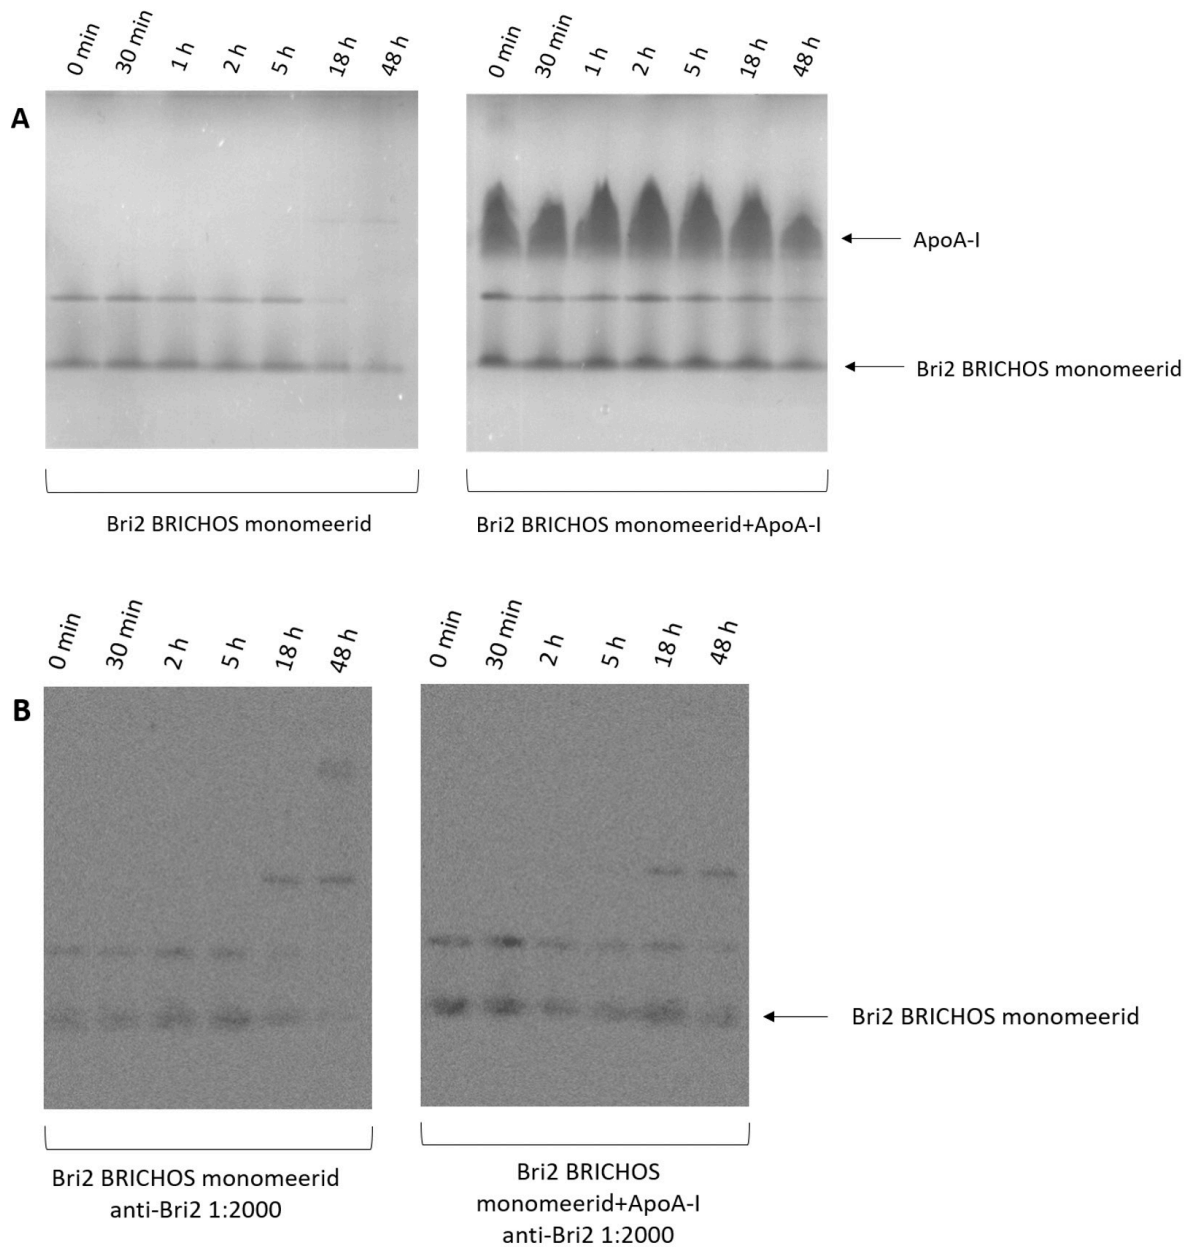 0 min 30 min 1 h 2 h 5 h 18 h 48 h
0 min 30 min 1 h 2 h 5 h 18 h 48 h
A
ApoA-I
Bri2 BRICHOS monomeerid
Bri2 BRICHOS monomeerid
Bri2 BRICHOS monomeerid+ApoA-I
0 min 30 min 2 h 5 h 18 h 48 h
0 min 30 min 2 h 5 h 18 h 48 h
B
Bri2 BRICHOS monomeerid
Bri2 BRICHOS monomeerid
anti-Bri2 1:2000
Bri2 BRICHOS
monomeerid+ApoA-I
anti-Bri2 1:2000